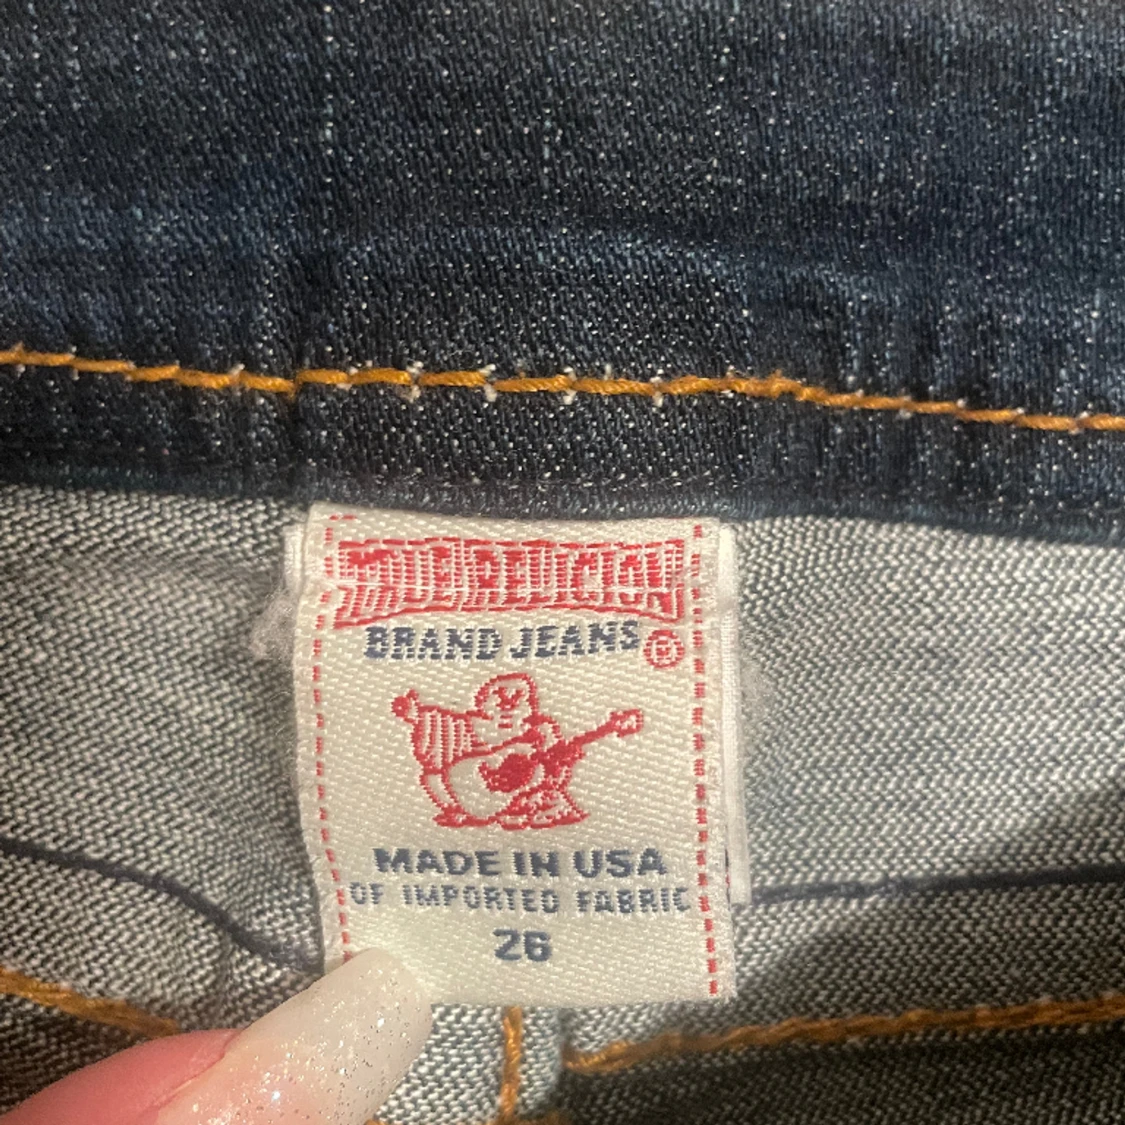 TRUE RELIGION
BRAND JEANS ®
MADE IN USA
OF IMPORTED FABRIC
26